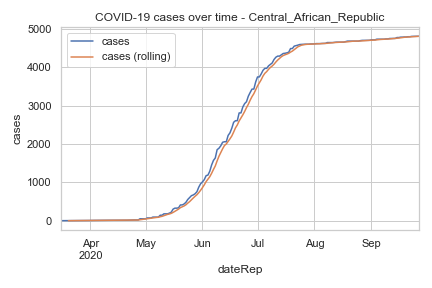 COVID-19 cases over time - Central_African_Republic
cases
cases (rolling)
5000
4000
3000
2000
1000
0
cases
Apr May Jun Jul Aug Sep
2020
dateRep